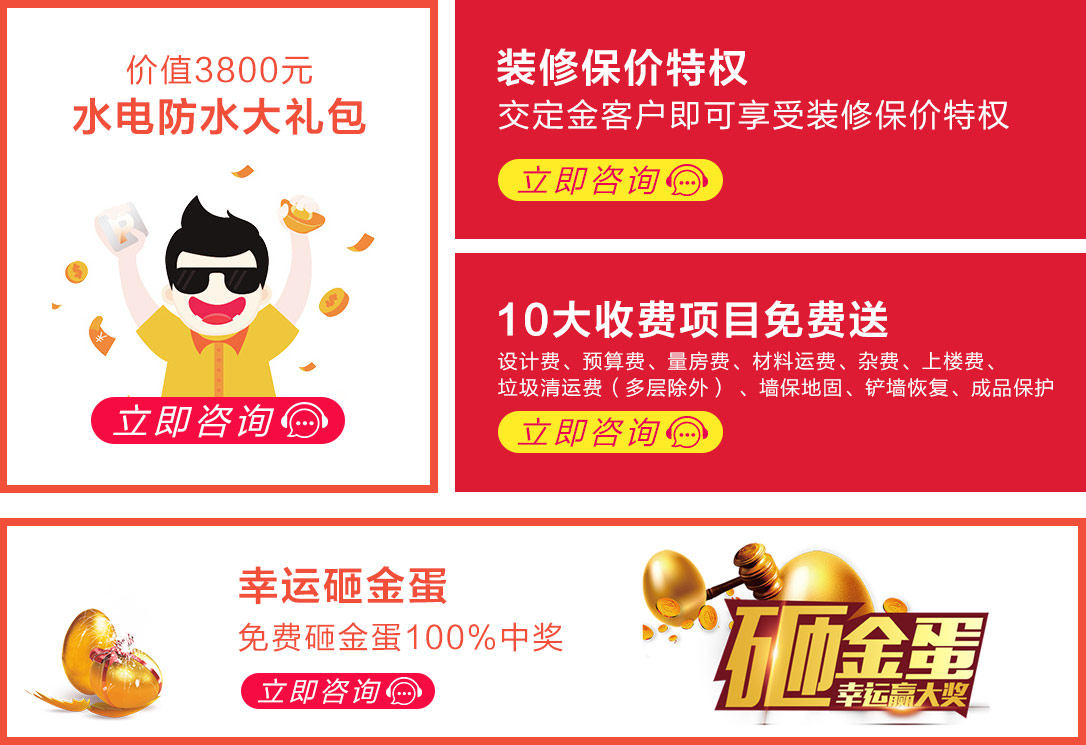 价值3800元
水电防水大礼包
立即咨询
装修保价特权
交定金客户即可享受装修保价特权
立即咨询
10大收费项目免费送
设计费、预算费、量房费、材料运费、杂费、上楼费、
垃圾清运费（多层除外）、墙保地固、铲墙恢复、成品保护
立即咨询
幸运砸金蛋
免费砸金蛋100%中奖
立即咨询
砸金蛋
幸运赢大奖